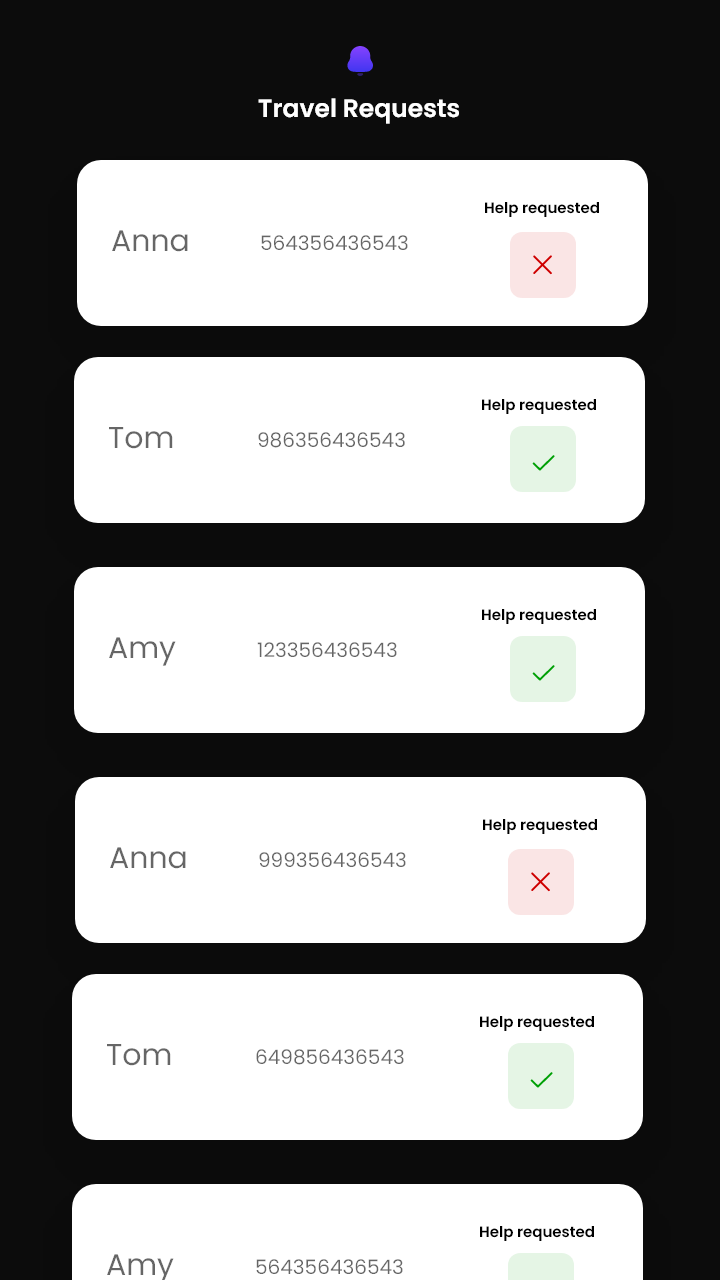 Travel Requests
Help requested
Anna 564356436543
Help requested
Tom 986356436543
Help requested
Amy 123356436543
Help requested
Anna 999356436543
Help requested
Tom 649856436543
Help requested
Amy 564356436543